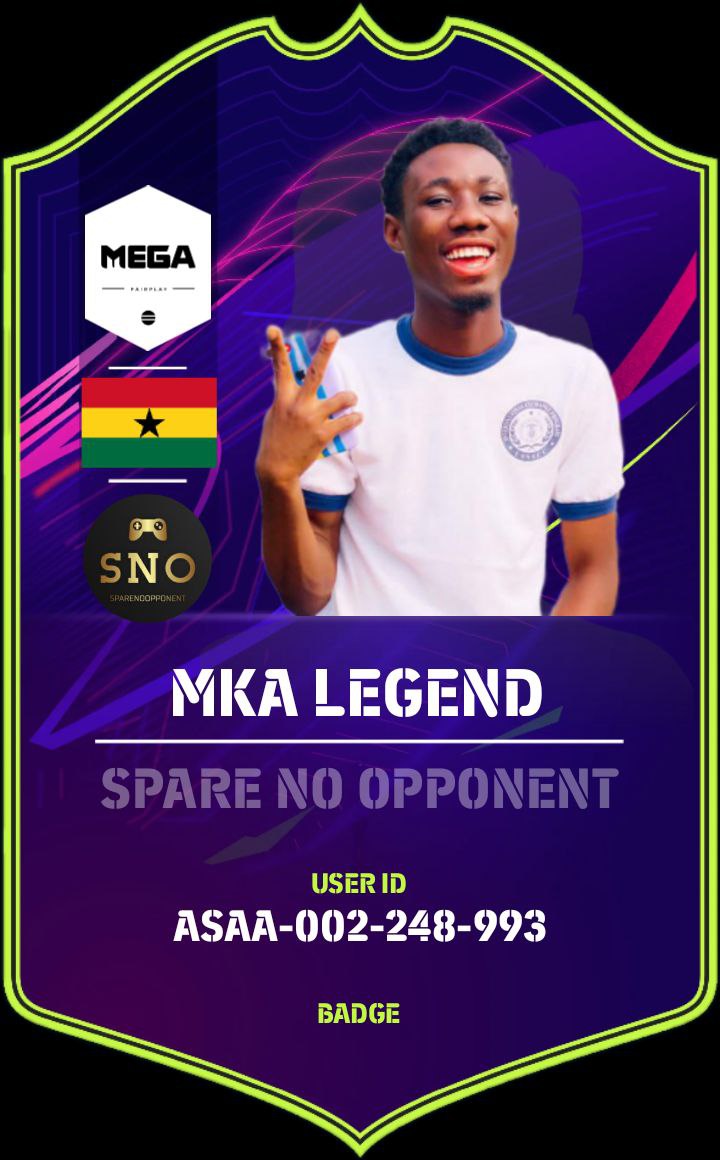 MEGA
FAIRPLAY
SNO
SPARENOOPPONENT
MKA LEGEND
SPARE NO OPPONENT
USER ID
ASAA-002-248-993
BADGE